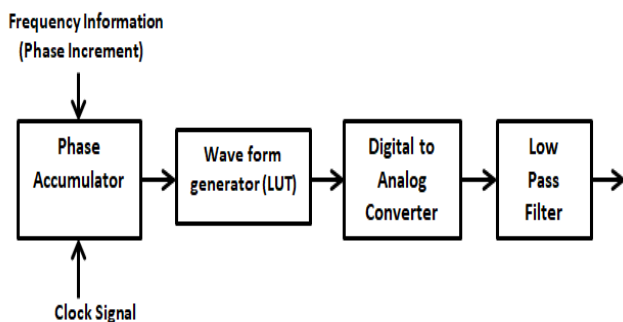 Frequency Information
(Phase Increment)
Phase
Accumulator
Wave form
generator (LUT)
Digital to
Analog
Converter
Low
Pass
Filter
Clock Signal